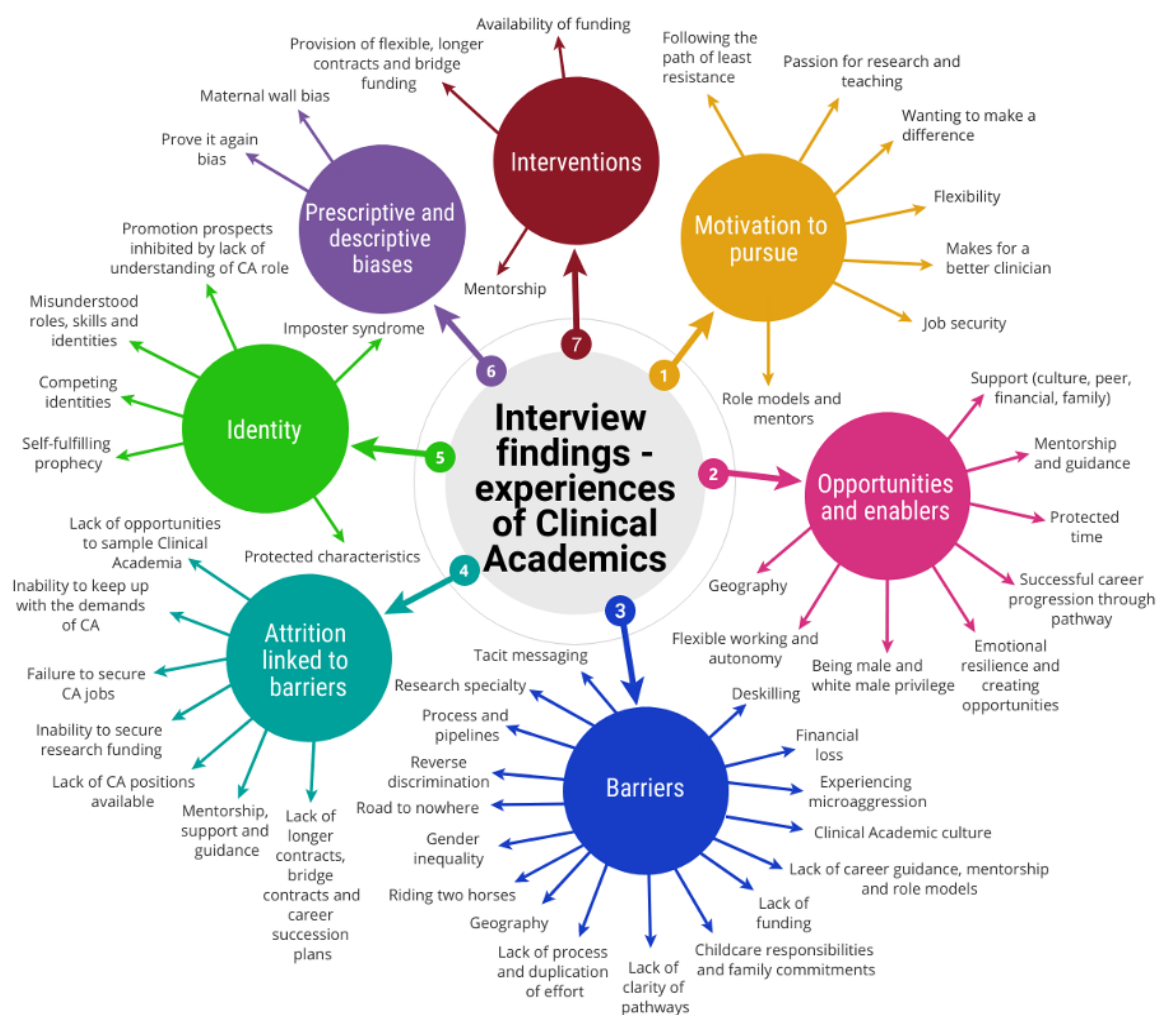 Interview
findings -
experiences
of Clinical
Academics
1
Motivation to
pursue
Following the
path of least
resistance
Passion for research and
teaching
Wanting to make a
difference
Flexibility
Makes for a
better clinician
Job security
Role models and
mentors
2
Opportunities
and enablers
Support (culture, peer,
financial, family)
Mentorship
and guidance
Protected
time
Successful career
progression through
pathway
Emotional
resilience and
creating
opportunities
Being male and
white male privilege
Flexible working and
autonomy
Geography
3
Barriers
Tacit messaging
Deskilling
Financial
loss
Experiencing
microaggression
Clinical Academic culture
Lack of career guidance, mentorship
and role models
Lack of
funding
Childcare responsibilities
and family commitments
Lack of
clarity of
pathways
Lack of process
and duplication
of effort
Geography
Riding two horses
Gender
inequality
Road to nowhere
Reverse
discrimination
Process and
pipelines
Research specialty
4
Attrition
linked to
barriers
Lack of opportunities
to sample Clinical
Academia
Inability to keep up
with the demands
of CA
Failure to secure
CA jobs
Inability to secure
research funding
Lack of CA positions
available
Mentorship,
support and
guidance
Lack of
longer
contracts,
bridge
contracts and
career
succession
plans
5
Identity
Promotion prospects
inhibited by lack of
understanding of CA role
Misunderstood
roles, skills and
identities
Competing
identities
Self-fulfilling
prophecy
Imposter syndrome
Protected characteristics
6
Prescriptive and
descriptive
biases
Maternal wall bias
Prove it again
bias
7
Interventions
Availability of funding
Provision of flexible, longer
contracts and bridge
funding
Mentorship